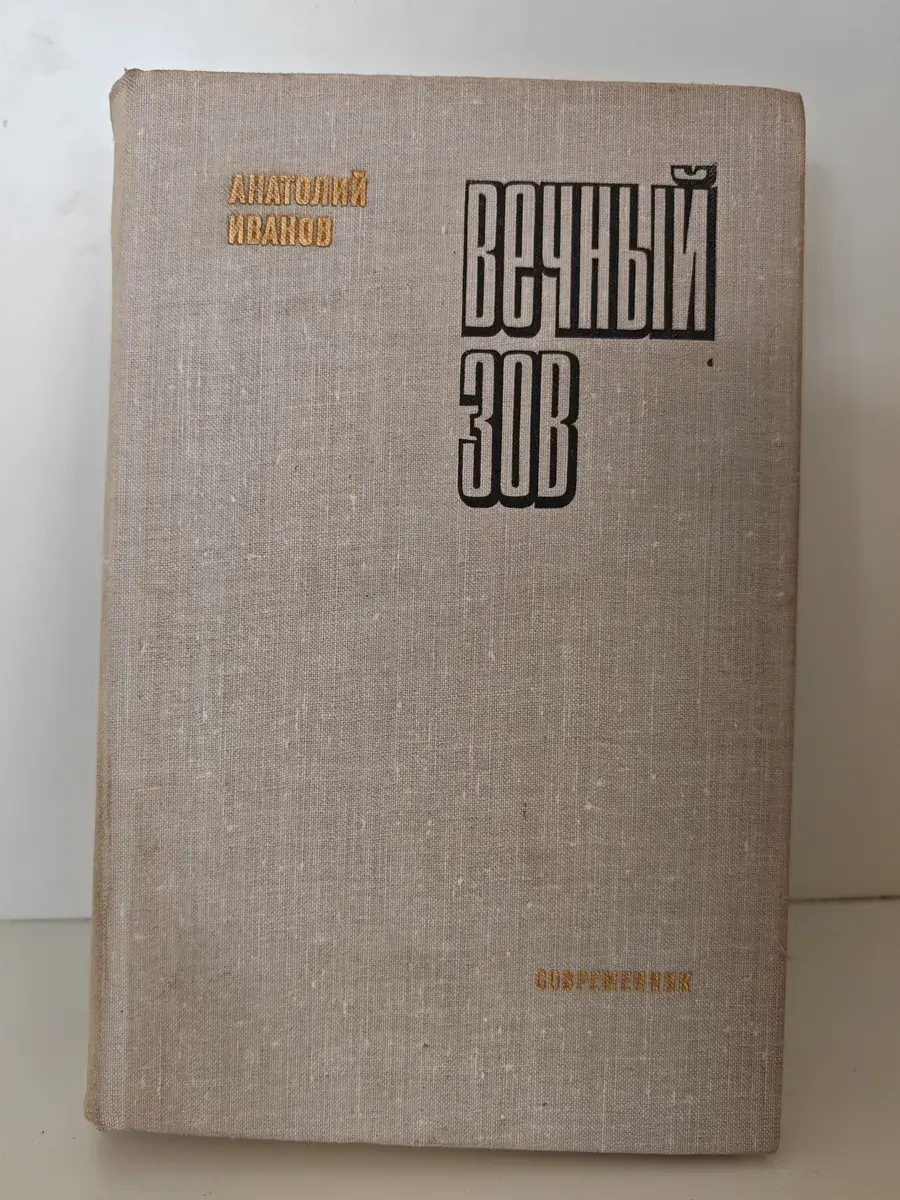 АНАТОЛИЙ
ИВАНОВ
ВЕЧНЫЙ
ЗОВ
СОВРЕМЕННИК